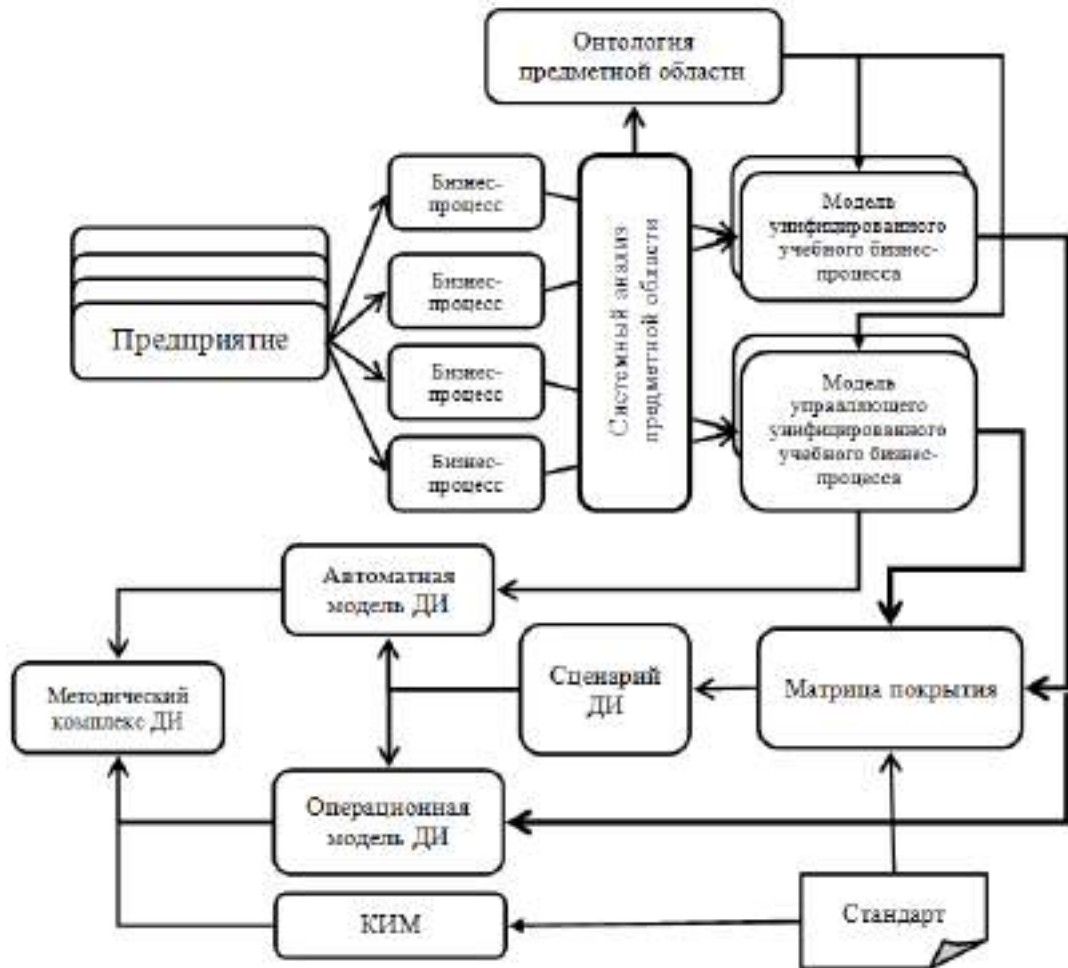 Онтология
предметной области
Бизнес-
процесс
Бизнес-
процесс
Бизнес-
процесс
Бизнес-
процесс
Предприятие
Системный анализ
предметной области
Модель
унифицированного
учебного бизнес-
процесса
Модель
управляющего
унифицированного
учебного бизнес-
процесса
Автоматная
модель ДИ
Сценарий
ДИ
Матрица покрытия
Методический
комплекс ДИ
Операционная
модель ДИ
КИМ
Стандарт